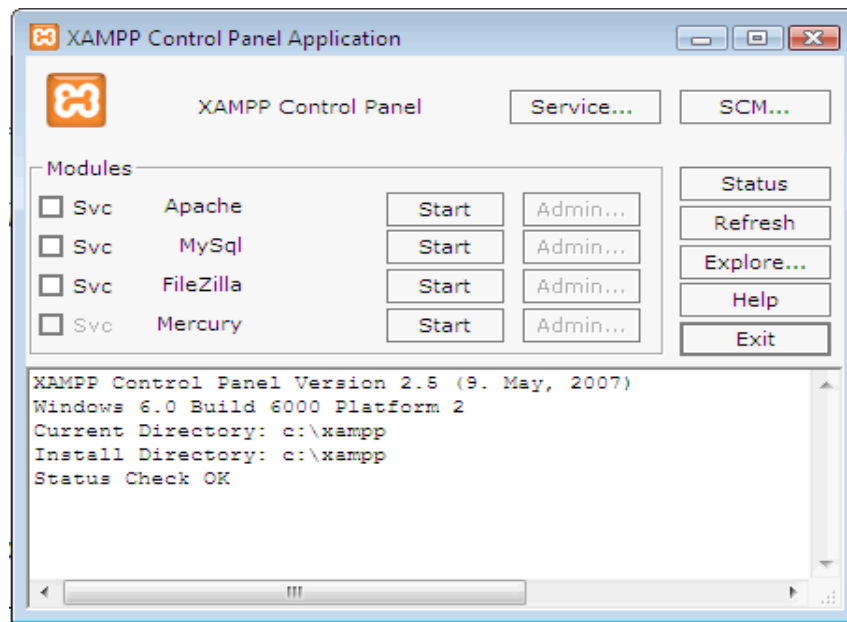 XAMPP Control Panel Application
XAMPP Control Panel
Service...
SCM...
Modules
Svc Apache Start Admin...
Svc MySql Start Admin...
Svc FileZilla Start Admin...
Svc Mercury Start Admin...
Status
Refresh
Explore...
Help
Exit
XAMPP Control Panel Version 2.5 (9. May, 2007)
Windows 6.0 Build 6000 Platform 2
Current Directory: c:\xampp
Install Directory: c:\xampp
Status Check OK